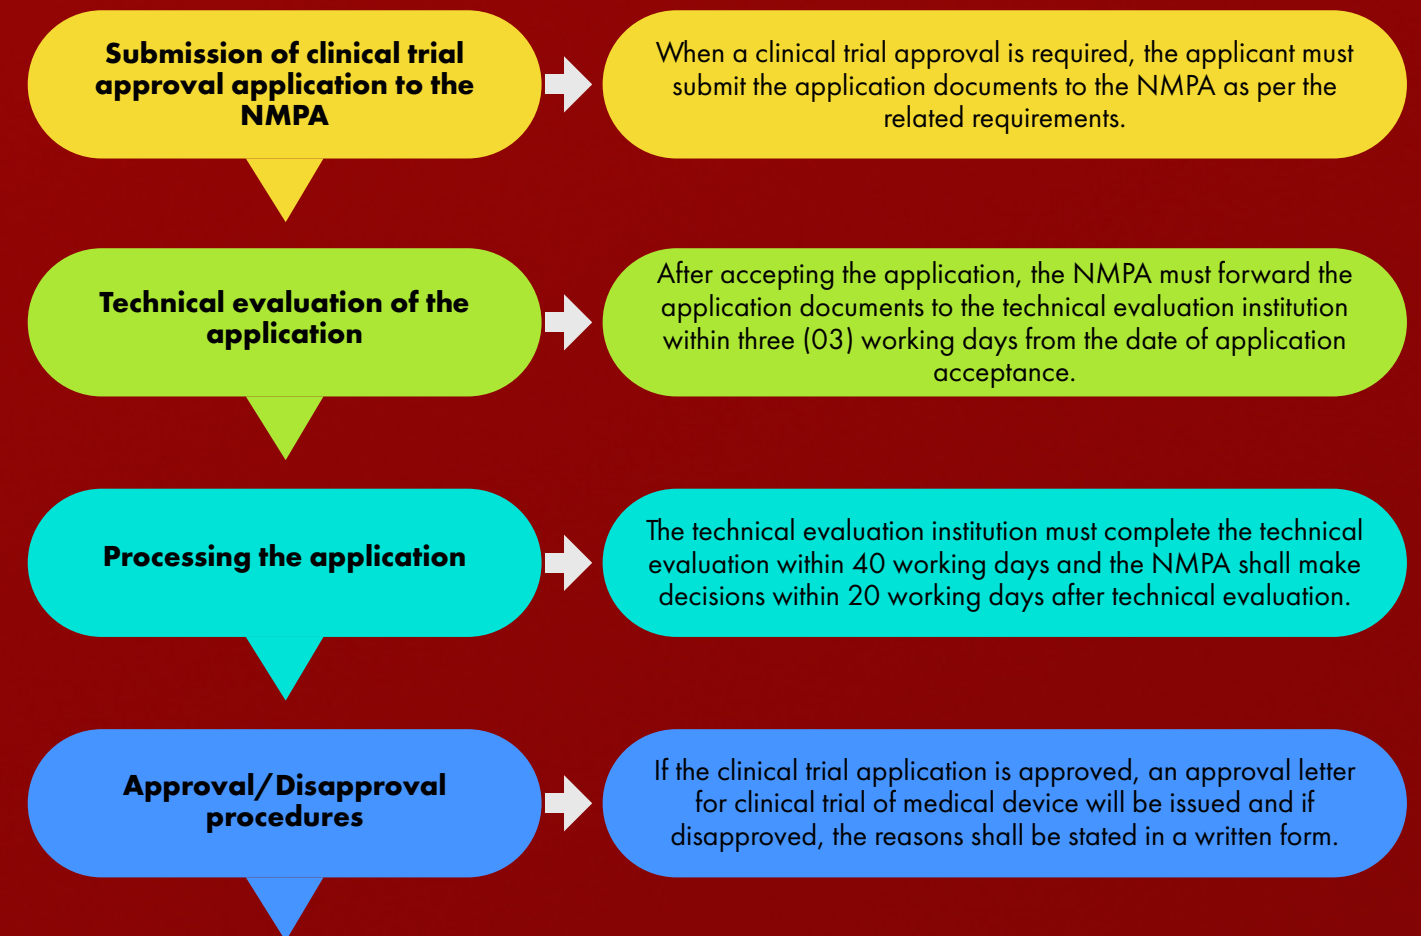 Submission of clinical trial
approval application to the
NMPA
When a clinical trial approval is required, the applicant must
submit the application documents to the NMPA as per the
related requirements.
Technical evaluation of the
application
After accepting the application, the NMPA must forward the
application documents to the technical evaluation institution
within three (03) working days from the date of application
acceptance.
Processing the application
The technical evaluation institution must complete the technical
evaluation within 40 working days and the NMPA shall make
decisions within 20 working days after technical evaluation.
Approval/Disapproval
procedures
If the clinical trial application is approved, an approval letter
for clinical trial of medical device will be issued and if
disapproved, the reasons shall be stated in a written form.